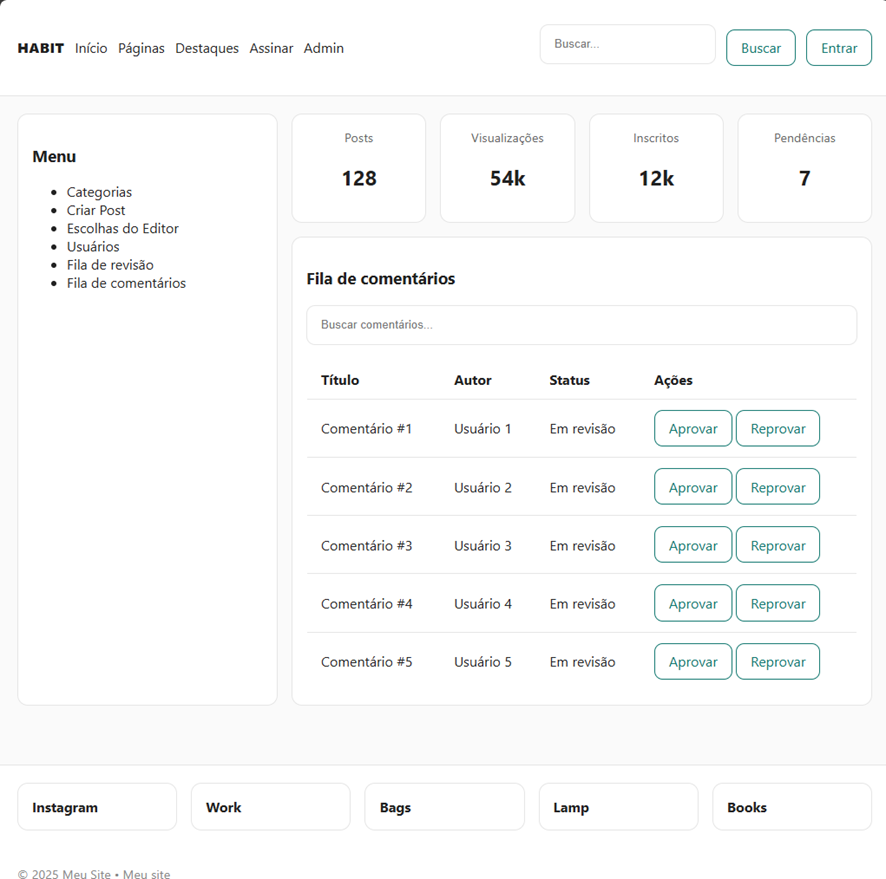 HABIT Início Páginas Destaques Assinar Admin Buscar... Buscar Entrar
Menu
Categorias
Criar Post
Escolhas do Editor
Usuários
Fila de revisão
Fila de comentários
Posts Visualizações Inscritos Pendências
128 54k 12k 7
Fila de comentários
Buscar comentários...
Título Autor Status Ações
Comentário #1 Usuário 1 Em revisão Aprovar Reprovar
Comentário #2 Usuário 2 Em revisão Aprovar Reprovar
Comentário #3 Usuário 3 Em revisão Aprovar Reprovar
Comentário #4 Usuário 4 Em revisão Aprovar Reprovar
Comentário #5 Usuário 5 Em revisão Aprovar Reprovar
Instagram Work Bags Lamp Books
© 2025 Meu Site • Meu site